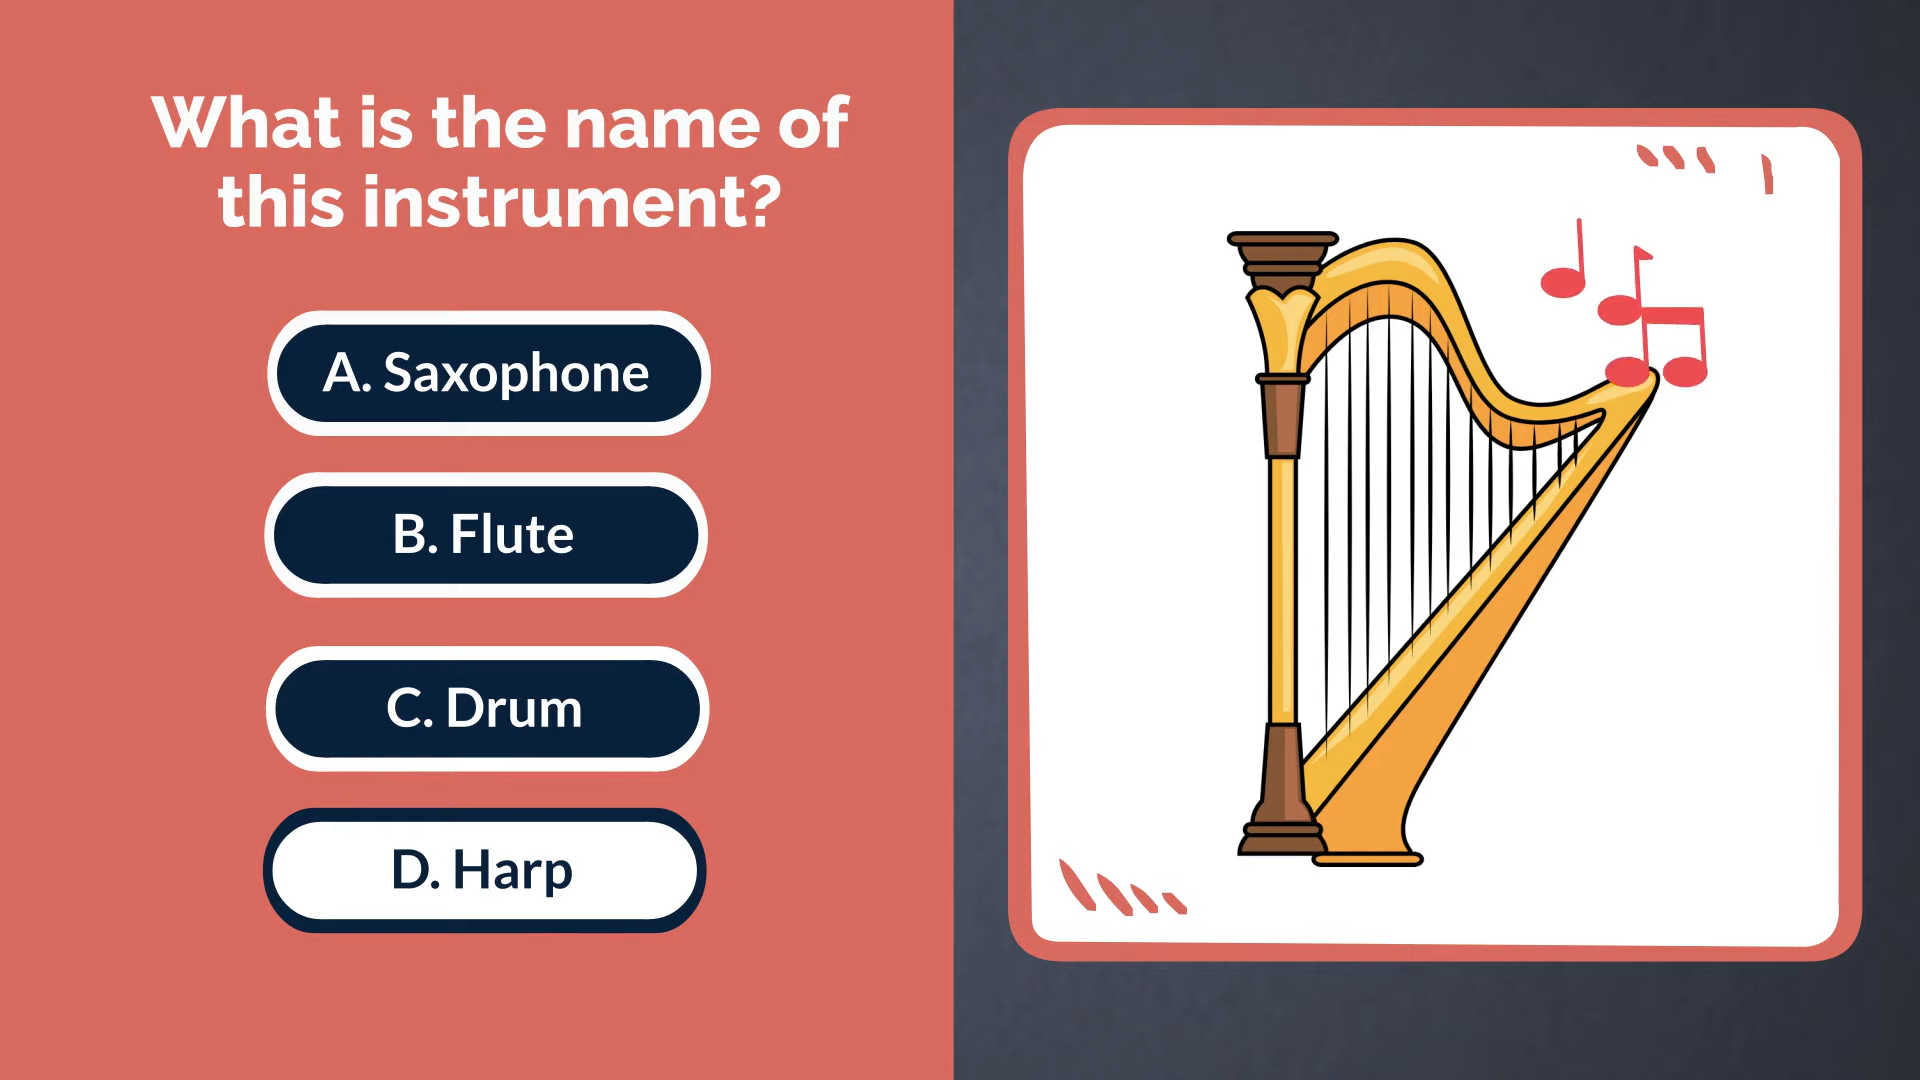 What is the name of
this instrument?
A. Saxophone
B. Flute
C. Drum
D. Harp